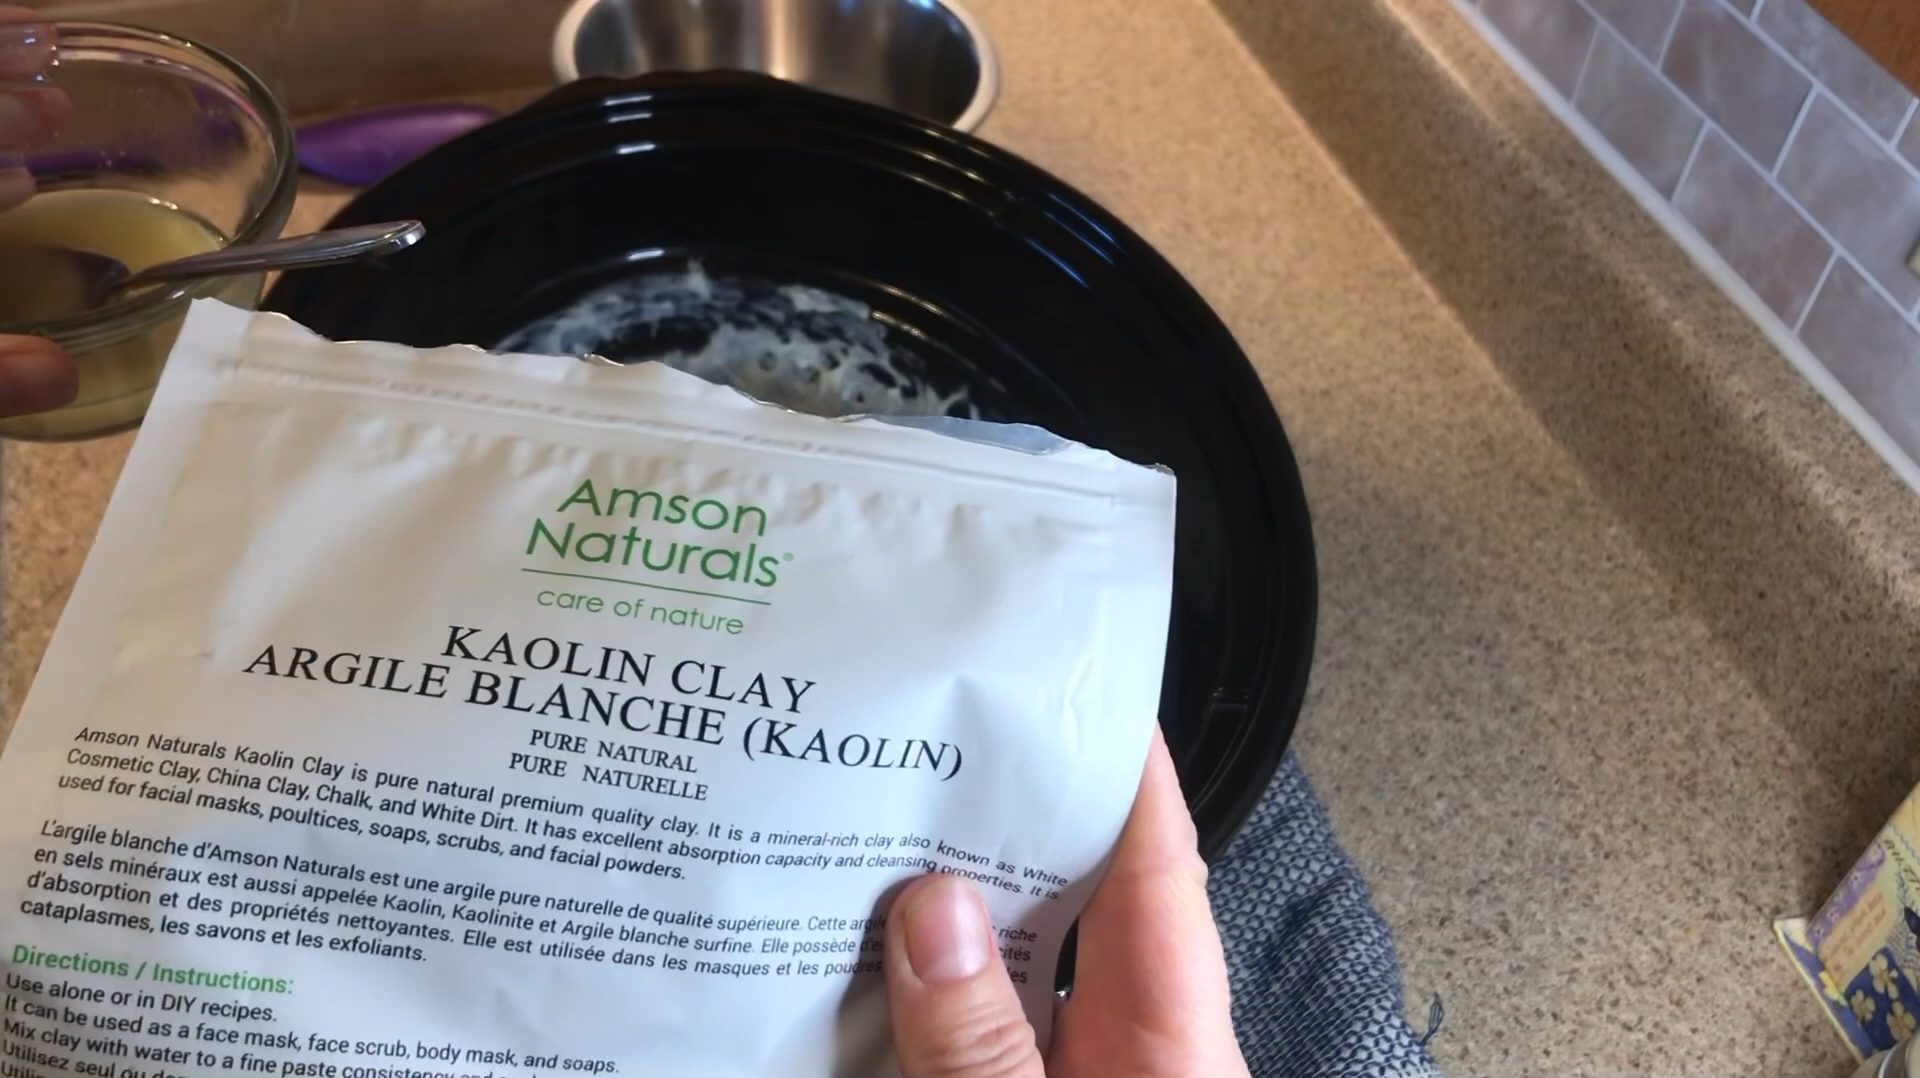 Amson
Naturals®
care of nature
KAOLIN CLAY
ARGILE BLANCHE (KAOLIN)
PURE NATURAL
PURE NATURELLE
Amson Naturals Kaolin Clay is pure natural premium quality clay. It is a mineral-rich clay also known as White
Cosmetic Clay, China Clay, Chalk, and White Dirt. It has excellent absorption capacity and cleansing properties. It is
used for facial masks, poultices, soaps, scrubs, and facial powders.
L'argile blanche d'Amson Naturals est une argile pure naturelle de qualité supérieure. Cette riche
en sels minéraux est aussi appelée Kaolin, Kaolinite et Argile blanche surfine. Elle possède
d'absorption et des propriétés nettoyantes. Elle est utilisée dans les masques et les poudres
cataplasmes, les savons et les exfoliants.
Directions / Instructions:
Use alone or in DIY recipes.
It can be used as a face mask, face scrub, body mask, and soaps.
Mix clay with water to a fine paste consistency
Utilisez seul ou